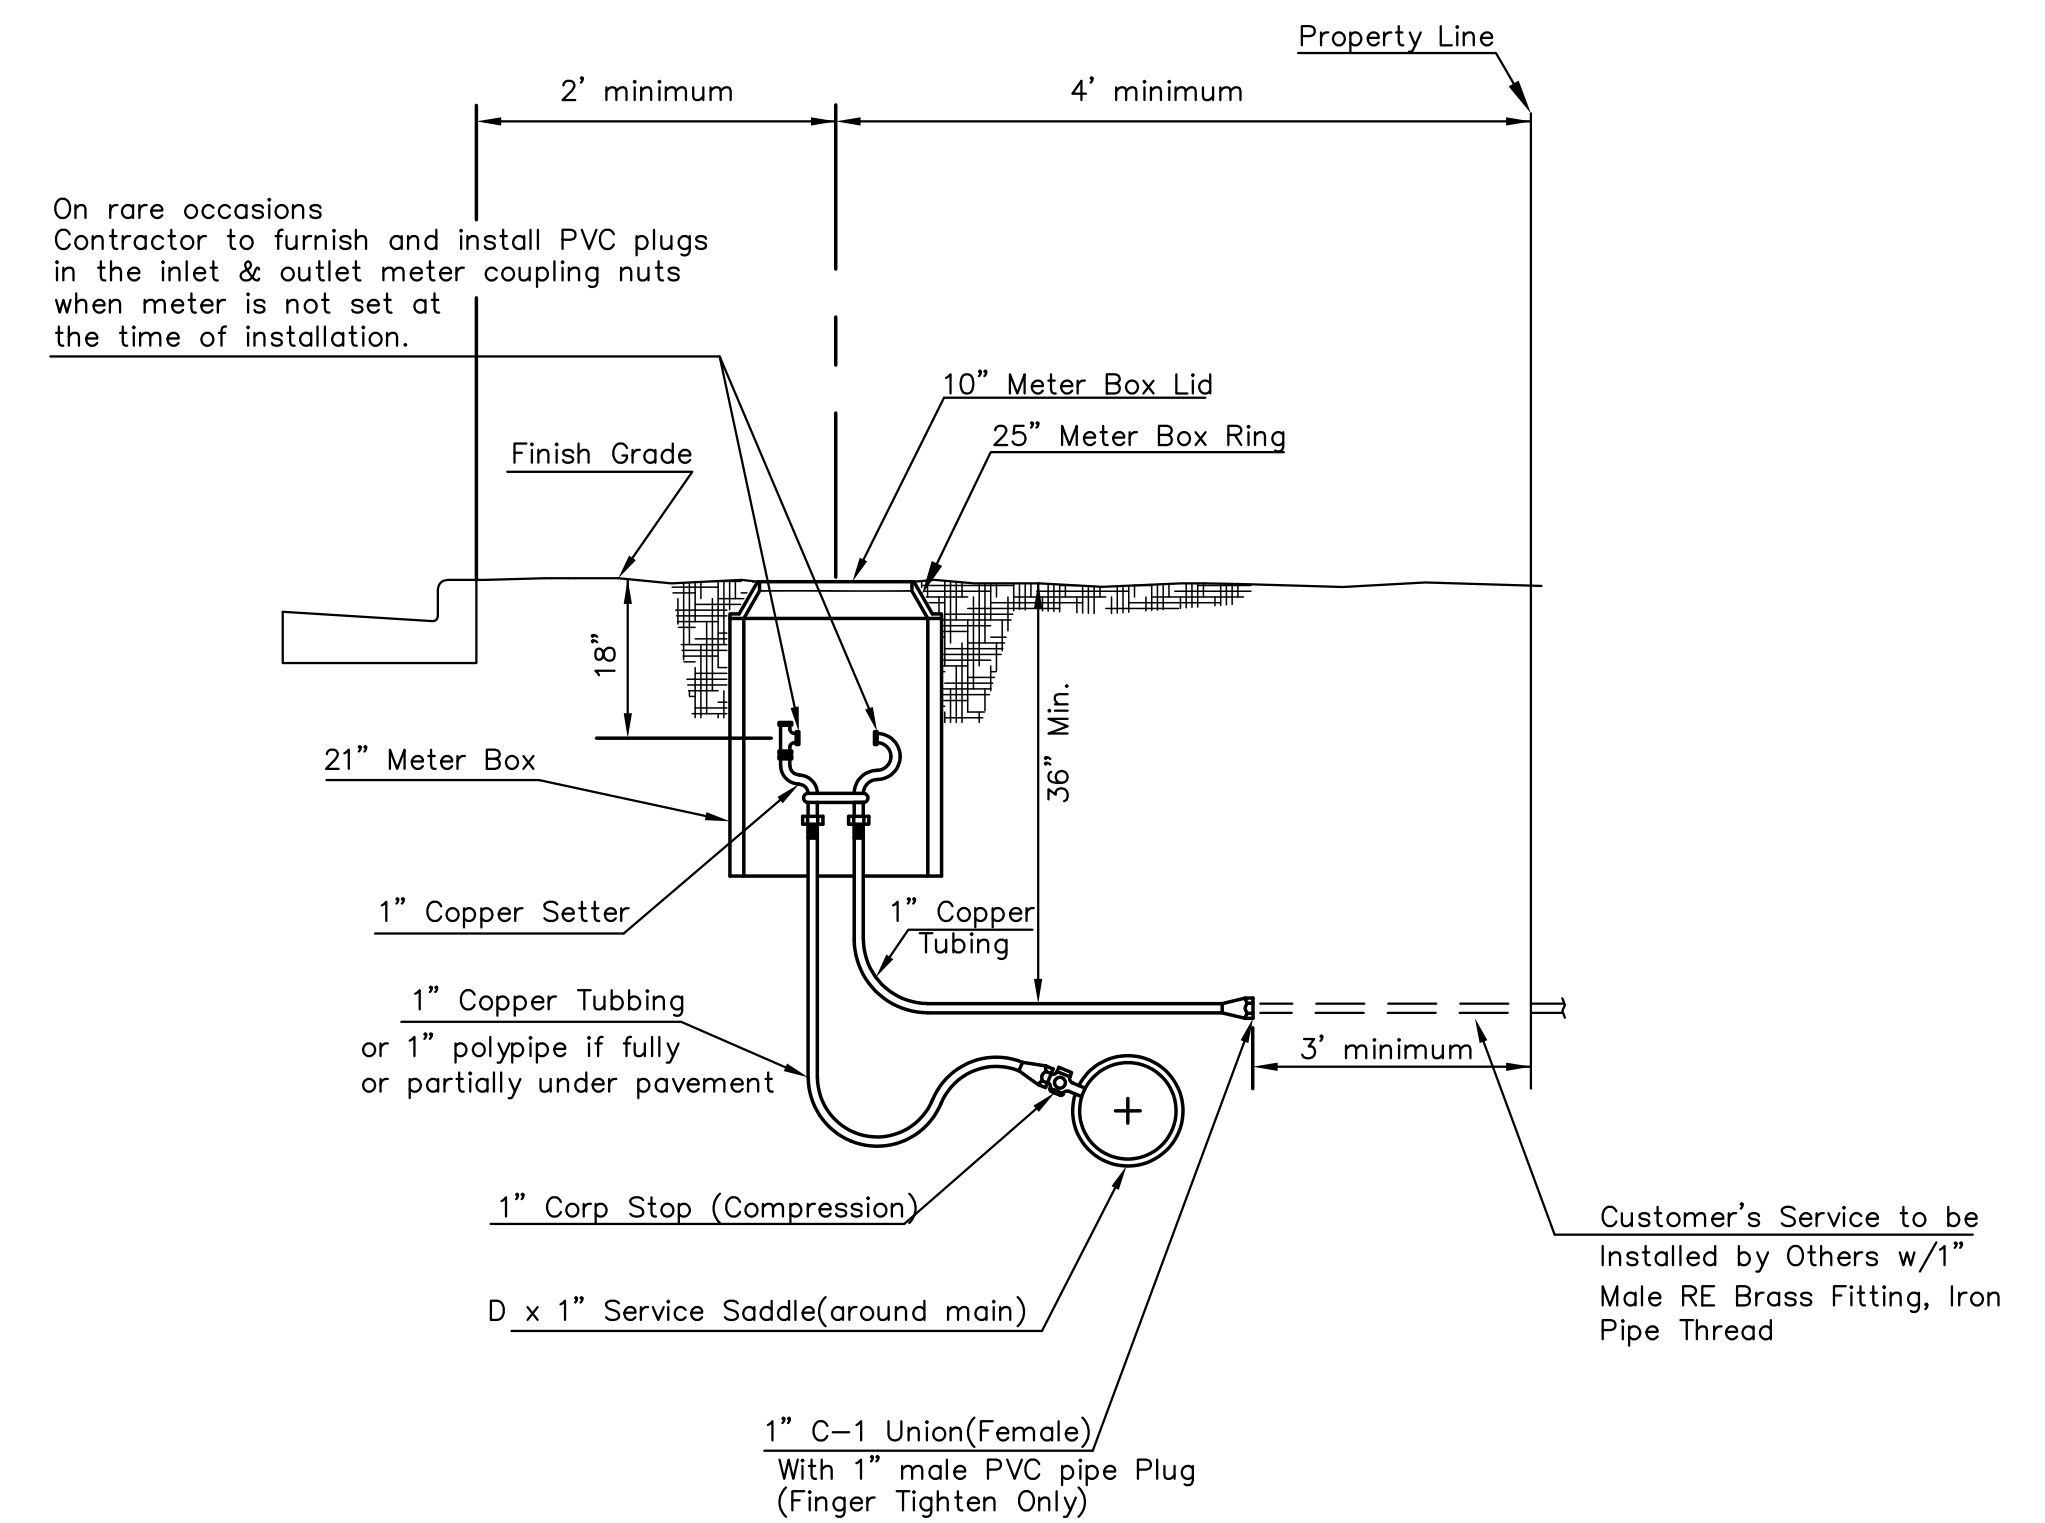 Property Line
2' minimum
4' minimum
On rare occasions
Contractor to furnish and install PVC plugs
in the inlet & outlet meter coupling nuts
when meter is not set at
the time of installation.
10" Meter Box Lid
25" Meter Box Ring
Finish Grade
18"
36" Min.
21" Meter Box
1" Copper Setter
1" Copper
Tubing
1" Copper Tubbing
or 1" polypipe if fully
or partially under pavement
3' minimum
1" Corp Stop (Compression)
Customer's Service to be
Installed by Others w/1"
Male RE Brass Fitting, Iron
Pipe Thread
D x 1" Service Saddle(around main)
1" C-1 Union(Female)
With 1" male PVC pipe Plug
(Finger Tighten Only)